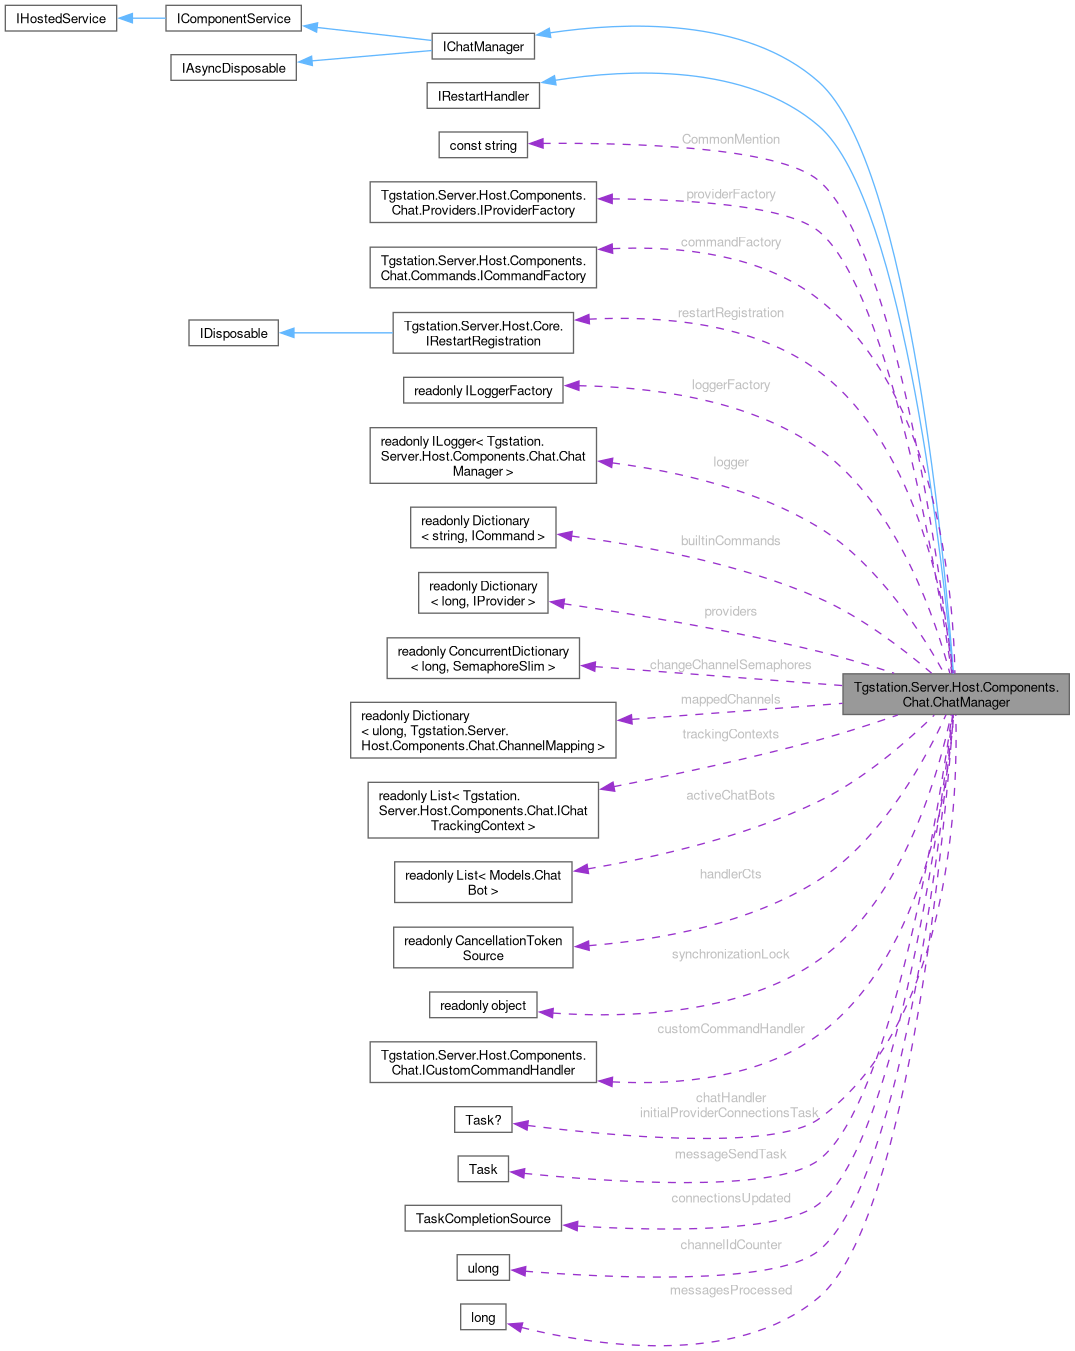 IHostedService
IComponentService
IChatManager
IAsyncDisposable
IRestartHandler
const string
CommonMention
Tgstation.Server.Host.Components.
Chat.Providers.IProviderFactory
providerFactory
Tgstation.Server.Host.Components.
Chat.Commands.ICommandFactory
commandFactory
IDisposable
Tgstation.Server.Host.Core.
IRestartRegistration
restartRegistration
readonly ILoggerFactory
loggerFactory
readonly ILogger< Tgstation.
Server.Host.Components.Chat.Chat
Manager >
logger
readonly Dictionary
< string, ICommand >
builtinCommands
readonly Dictionary
< long, IProvider >
providers
readonly ConcurrentDictionary
< long, SemaphoreSlim >
changeChannelSemaphores
Tgstation.Server.Host.Components.
Chat.ChatManager
readonly Dictionary
< ulong, Tgstation.Server.
Host.Components.Chat.ChannelMapping >
mappedChannels
readonly List< Tgstation.
Server.Host.Components.Chat.IChat
TrackingContext >
trackingContexts
readonly List< Models.Chat
Bot >
activeChatBots
readonly CancellationToken
Source
handlerCts
readonly object
synchronizationLock
Tgstation.Server.Host.Components.
Chat.ICustomCommandHandler
customCommandHandler
Task?
chatHandler
initialProviderConnectionsTask
Task
messageSendTask
TaskCompletionSource
connectionsUpdated
ulong
channelIdCounter
long
messagesProcessed